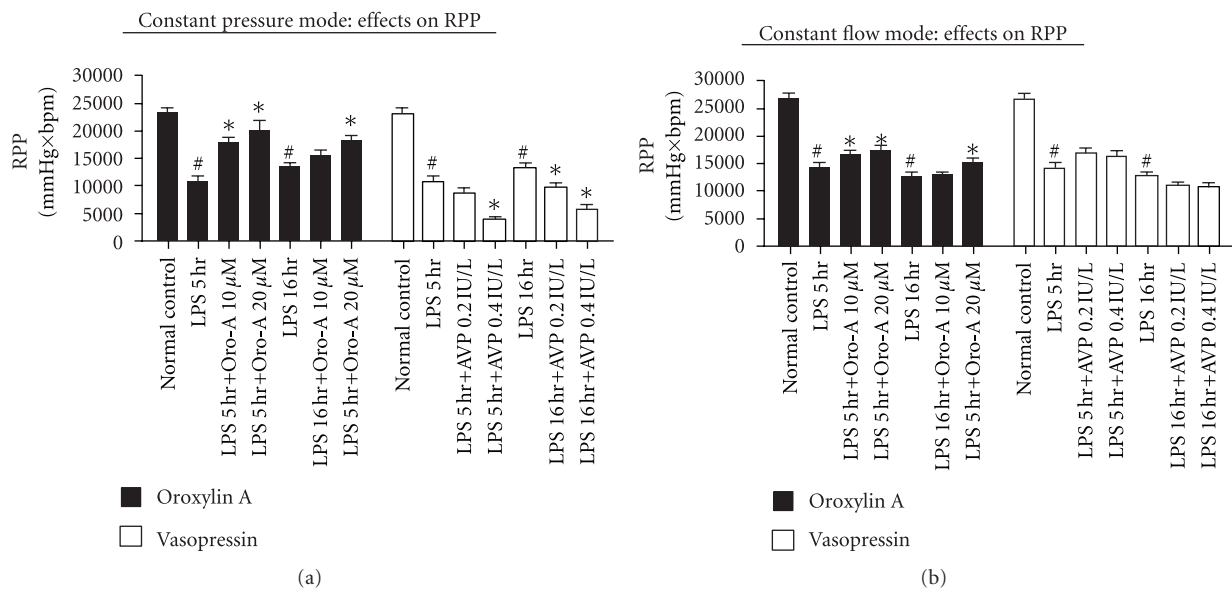 Constant pressure mode: effects on RPP
RPP
(mmHg×bpm)
30000
25000
20000
15000
10000
5000
0
#
*
*
#
*
#
*
#
*
*
Normal control
LPS 5 hr
LPS 5 hr+Oro-A 10 µM
LPS 5 hr+Oro-A 20 µM
LPS 16 hr
LPS 16 hr+Oro-A 10 µM
LPS 5 hr+Oro-A 20 µM
Normal control
LPS 5 hr
LPS 5 hr+AVP 0.2 IU/L
LPS 5 hr+AVP 0.4 IU/L
LPS 16 hr
LPS 16 hr+AVP 0.2 IU/L
LPS 16 hr+AVP 0.4 IU/L
Oroxylin A
Vasopressin
(a)
Constant flow mode: effects on RPP
RPP
(mmHg×bpm)
30000
25000
20000
15000
10000
5000
0
#
*
*
#
*
#
#
Normal control
LPS 5 hr
LPS 5 hr+Oro-A 10 µM
LPS 5 hr+Oro-A 20 µM
LPS 16 hr
LPS 16 hr+Oro-A 10 µM
LPS 5 hr+Oro-A 20 µM
Normal control
LPS 5 hr
LPS 5 hr+AVP 0.2 IU/L
LPS 5 hr+AVP 0.4 IU/L
LPS 16 hr
LPS 16 hr+AVP 0.2 IU/L
LPS 16 hr+AVP 0.4 IU/L
Oroxylin A
Vasopressin
(b)